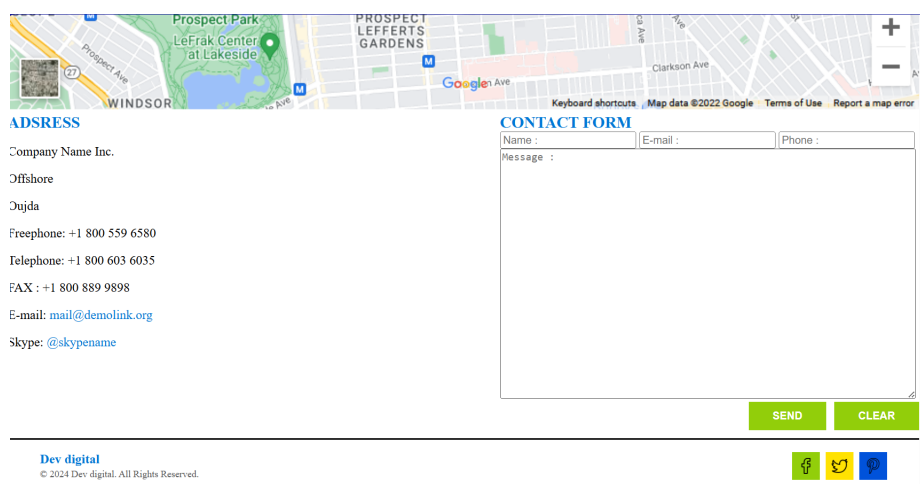 Prospect Park
LeFrak Center
at Lakeside
PROSPECT
LEFFERTS
GARDENS
Prospect Ave
27
M
M
WINDSOR
Ave
Clarkson Ave
Google
Ave
Keyboard shortcuts Map data ©2022 Google Terms of Use Report a map error
ADSRESS
Company Name Inc.
Offshore
Oujda
Freephone: +1 800 559 6580
Telephone: +1 800 603 6035
FAX : +1 800 889 9898
E-mail: mail@demolink.org
Skype: @skypename
CONTACT FORM
Name : E-mail : Phone :
Message :
SEND CLEAR
Dev digital
© 2024 Dev digital. All Rights Reserved.